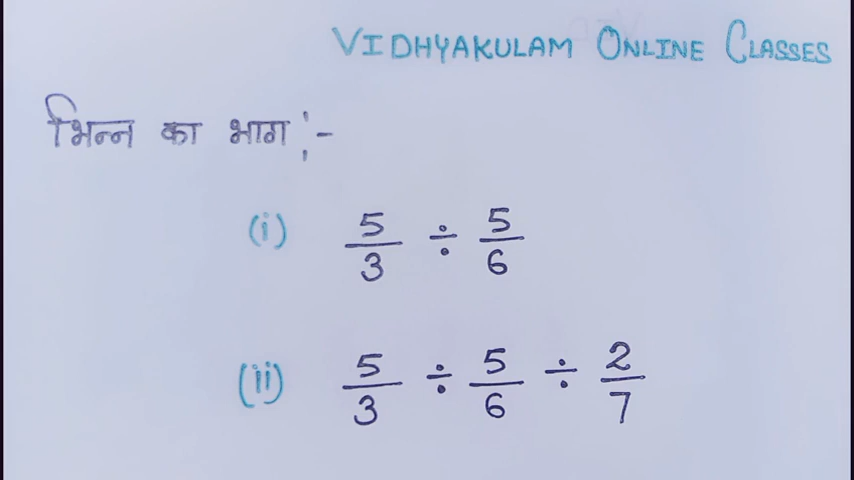 VIDHYAKULAM ONLINE CLASSES
भिन्न का भाग :-
(i) 5/3 ÷ 5/6
(ii) 5/3 ÷ 5/6 ÷ 2/7